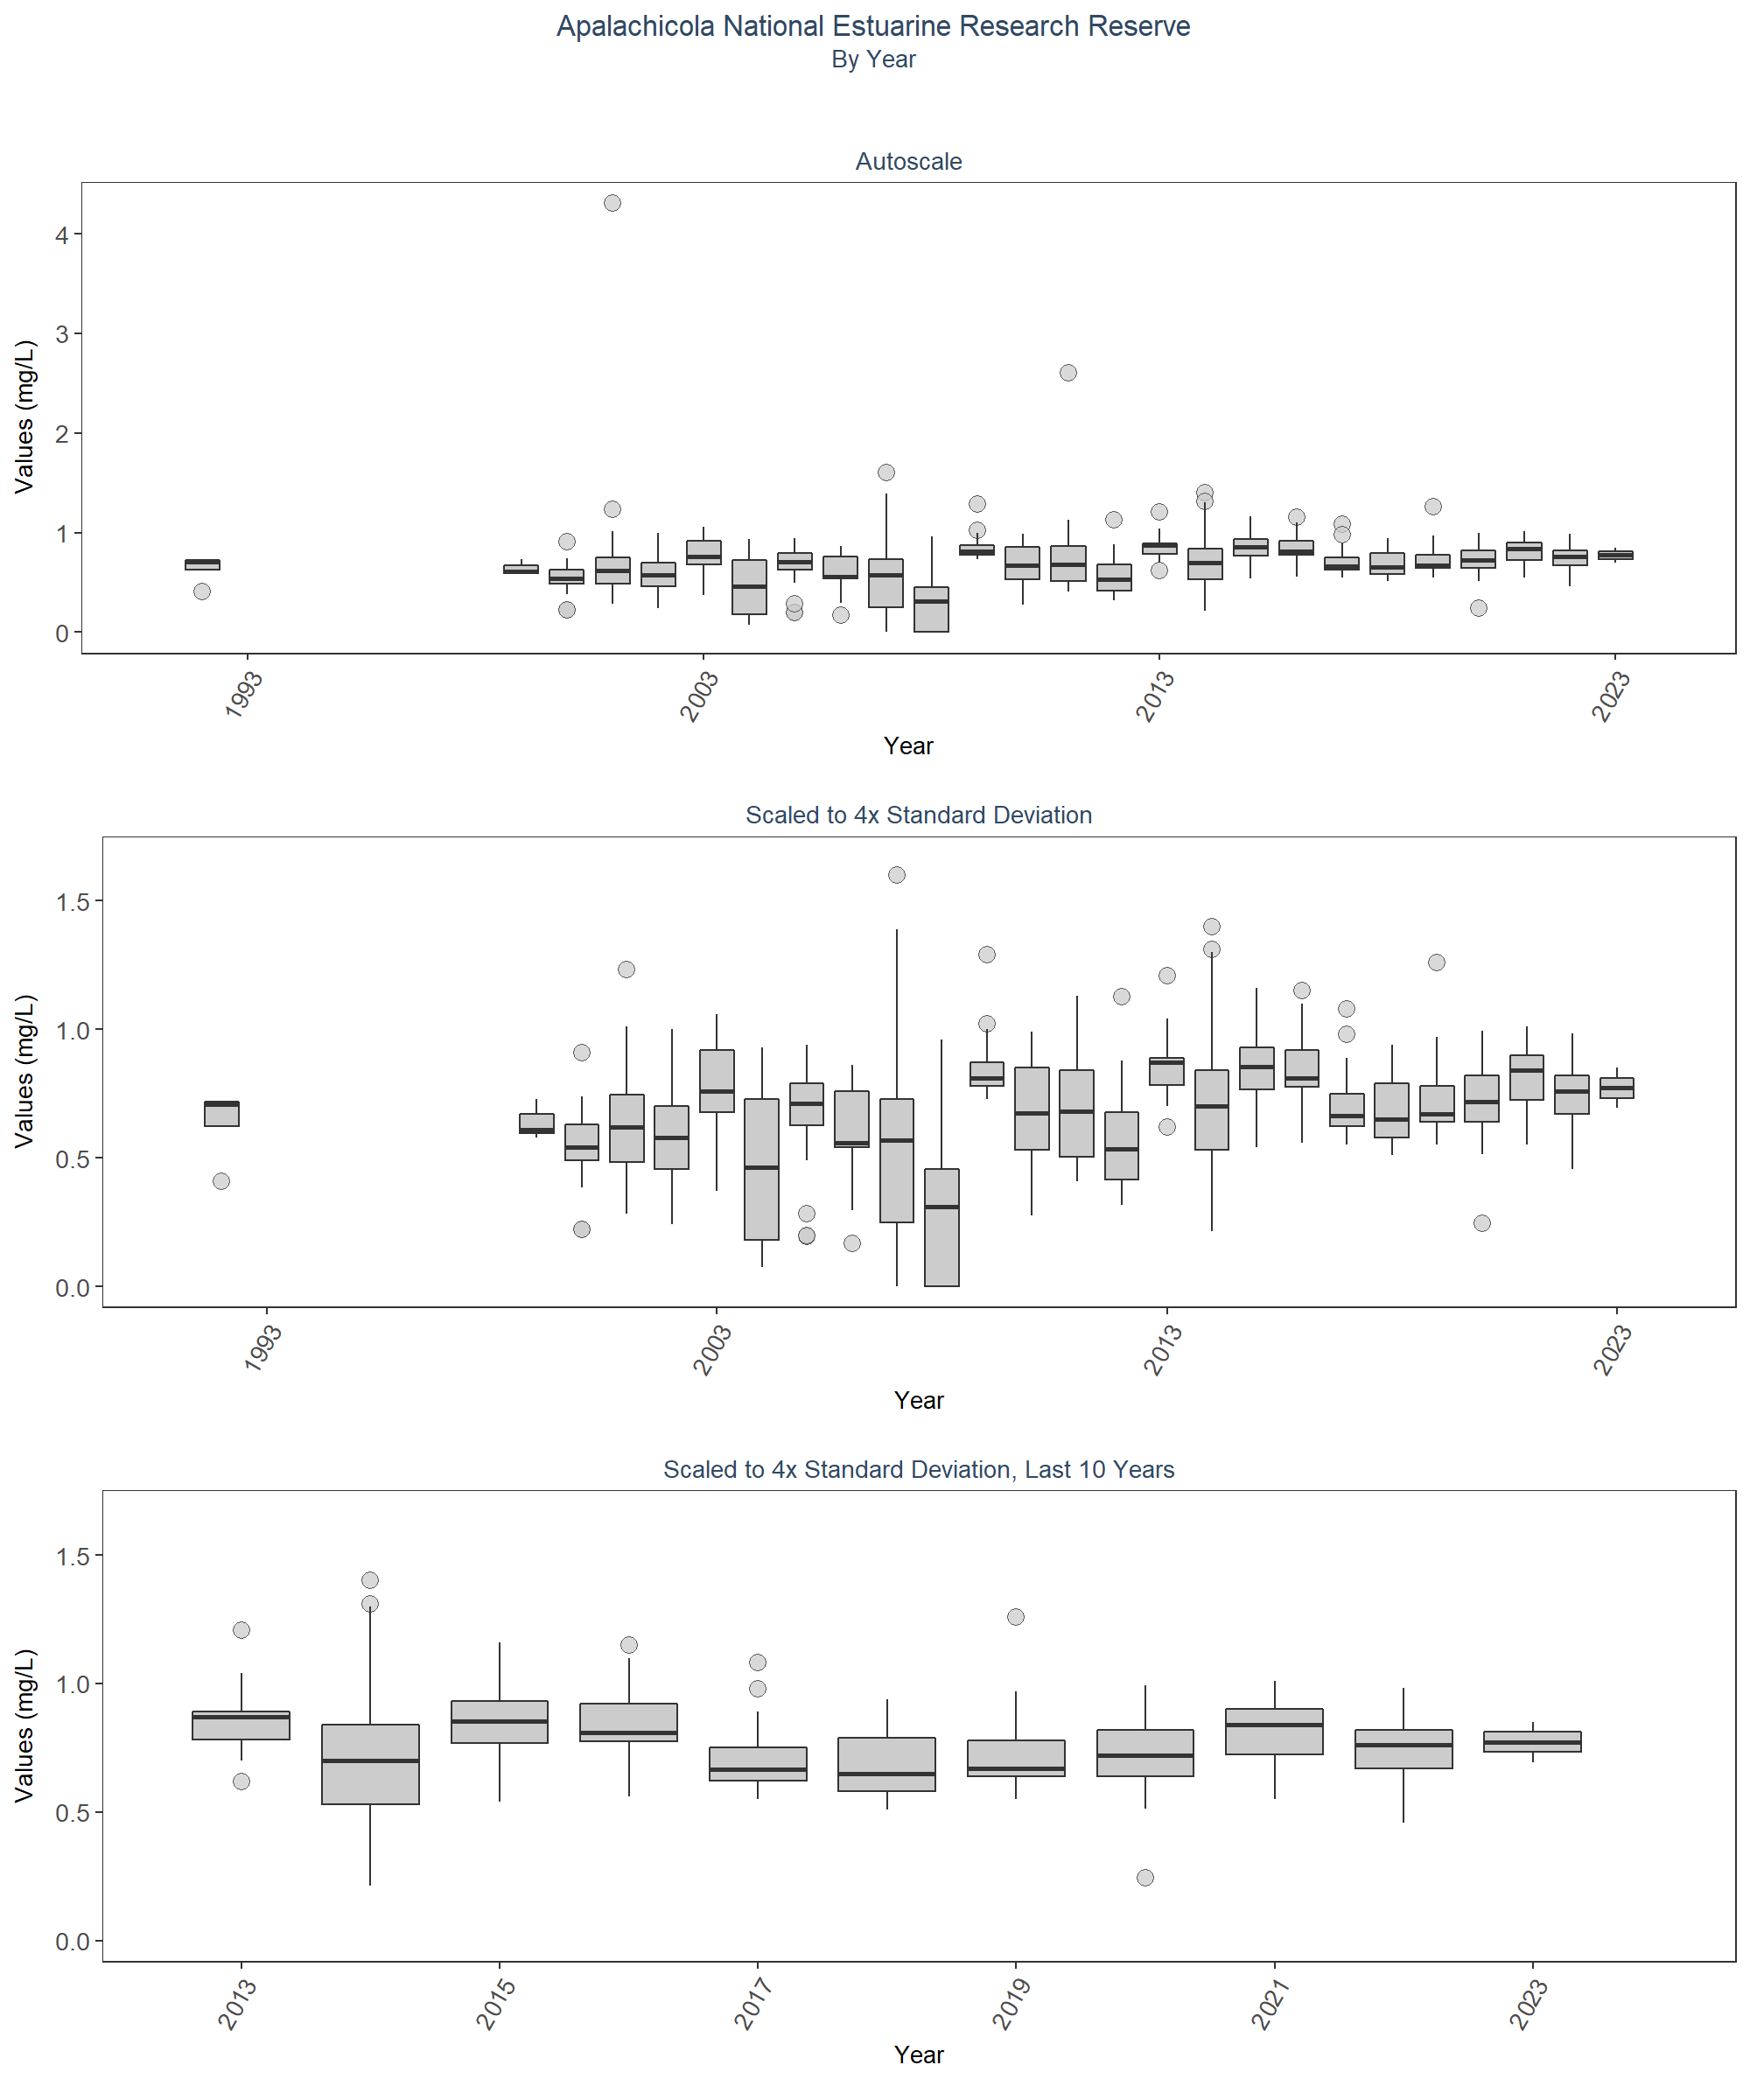 Apalachicola National Estuarine Research Reserve
By Year
Autoscale
Values (mg/L)
4
3
2
1
0
1993
2003
2013
2023
Year
Scaled to 4x Standard Deviation
Values (mg/L)
1.5
1.0
0.5
0.0
1993
2003
2013
2023
Year
Scaled to 4x Standard Deviation, Last 10 Years
Values (mg/L)
1.5
1.0
0.5
0.0
2013
2015
2017
2019
2021
2023
Year